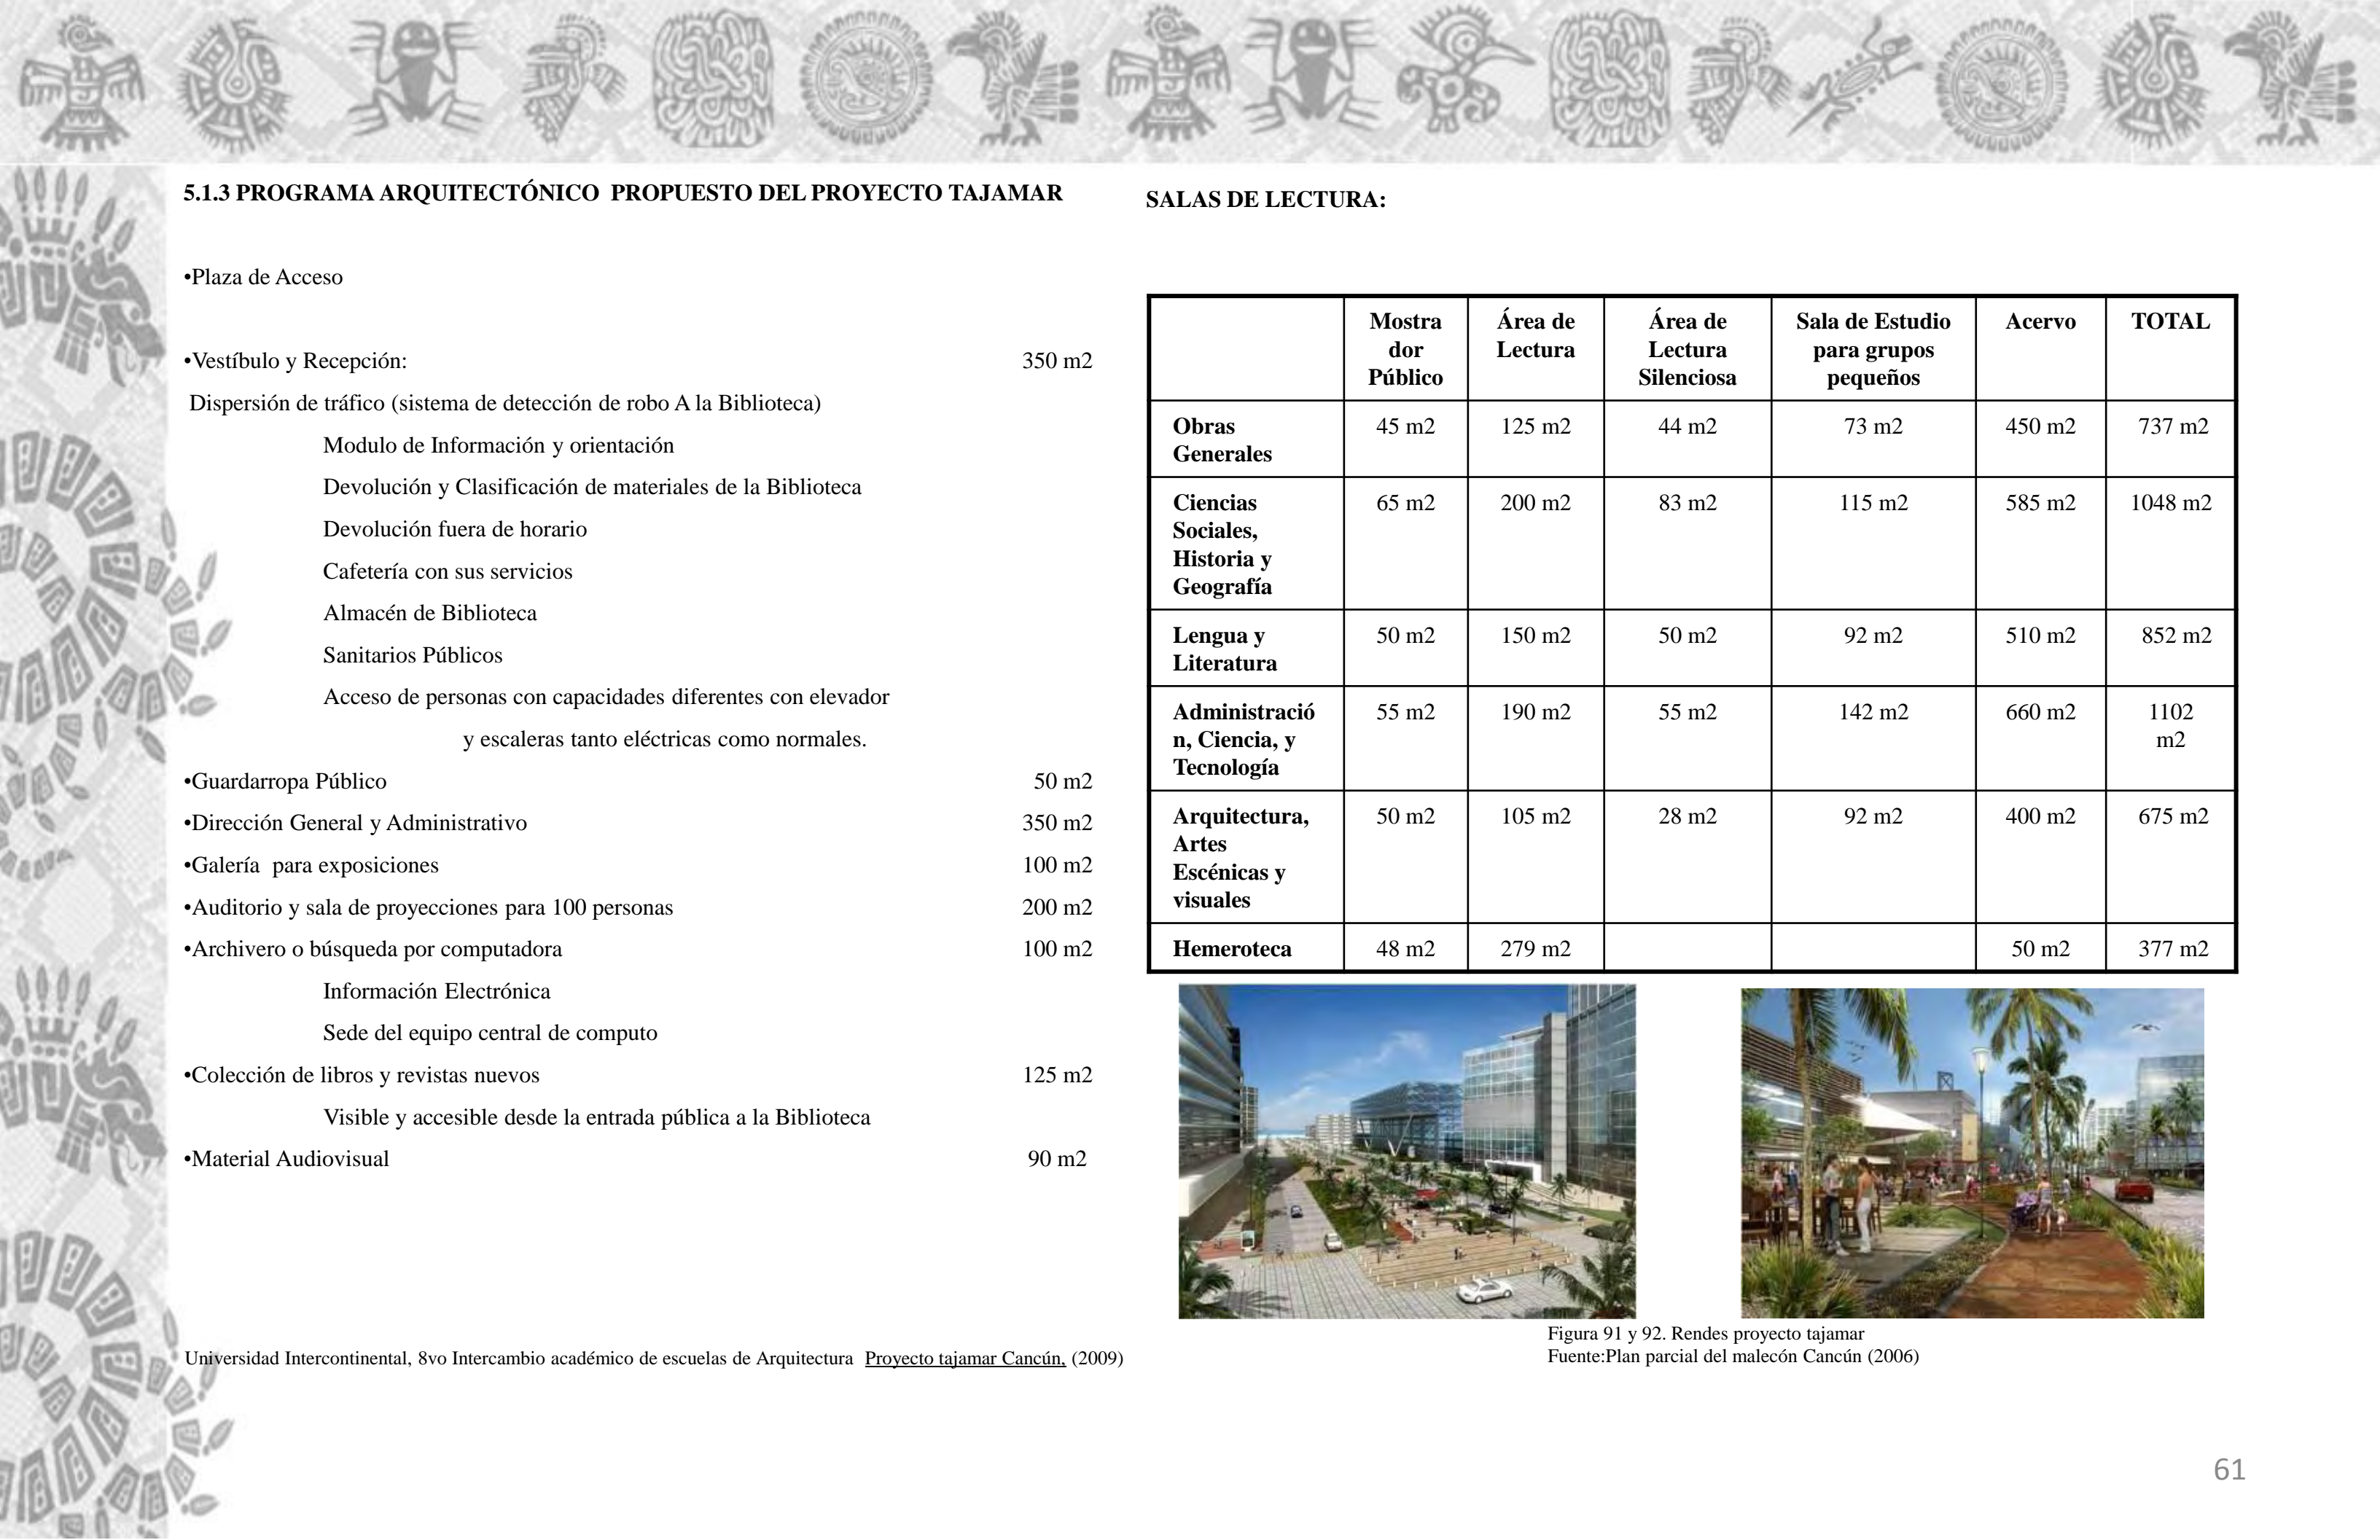 5.1.3 PROGRAMA ARQUITECTÓNICO PROPUESTO DEL PROYECTO TAJAMAR
•Plaza de Acceso
•Vestíbulo y Recepción: 350 m2
Dispersión de tráfico (sistema de detección de robo A la Biblioteca)
Modulo de Información y orientación
Devolución y Clasificación de materiales de la Biblioteca
Devolución fuera de horario
Cafetería con sus servicios
Almacén de Biblioteca
Sanitarios Públicos
Acceso de personas con capacidades diferentes con elevador
y escaleras tanto eléctricas como normales.
•Guardarropa Público 50 m2
•Dirección General y Administrativo 350 m2
•Galería para exposiciones 100 m2
•Auditorio y sala de proyecciones para 100 personas 200 m2
•Archivero o búsqueda por computadora 100 m2
Información Electrónica
Sede del equipo central de computo
•Colección de libros y revistas nuevos 125 m2
Visible y accesible desde la entrada pública a la Biblioteca
•Material Audiovisual 90 m2
Universidad Intercontinental, 8vo Intercambio académico de escuelas de Arquitectura Proyecto tajamar Cancún, (2009)
SALAS DE LECTURA:
Mostra
dor
Público
Área de
Lectura
Área de
Lectura
Silenciosa
Sala de Estudio
para grupos
pequeños
Acervo
TOTAL
Obras
Generales
45 m2
125 m2
44 m2
73 m2
450 m2
737 m2
Ciencias
Sociales,
Historia y
Geografía
65 m2
200 m2
83 m2
115 m2
585 m2
1048 m2
Lengua y
Literatura
50 m2
150 m2
50 m2
92 m2
510 m2
852 m2
Administració
n, Ciencia, y
Tecnología
55 m2
190 m2
55 m2
142 m2
660 m2
1102
m2
Arquitectura,
Artes
Escénicas y
visuales
50 m2
105 m2
28 m2
92 m2
400 m2
675 m2
Hemeroteca
48 m2
279 m2
50 m2
377 m2
Figura 91 y 92. Rendes proyecto tajamar
Fuente:Plan parcial del malecón Cancún (2006)
61